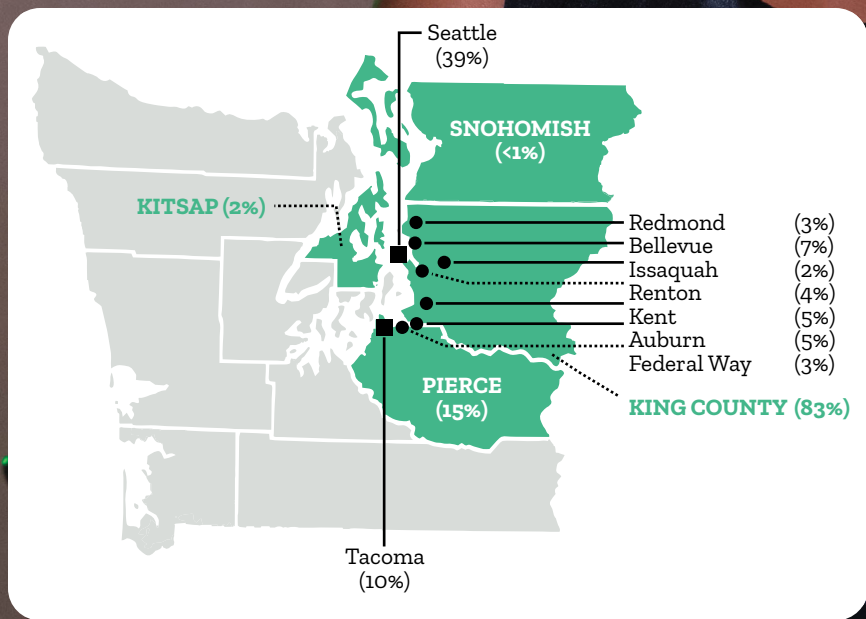 Seattle
(39%)
SNOHOMISH
(<1%)
KITSAP (2%)
Redmond (3%)
Bellevue (7%)
Issaquah (2%)
Renton (4%)
Kent (5%)
Auburn (5%)
Federal Way (3%)
PIERCE
(15%)
KING COUNTY (83%)
Tacoma
(10%)